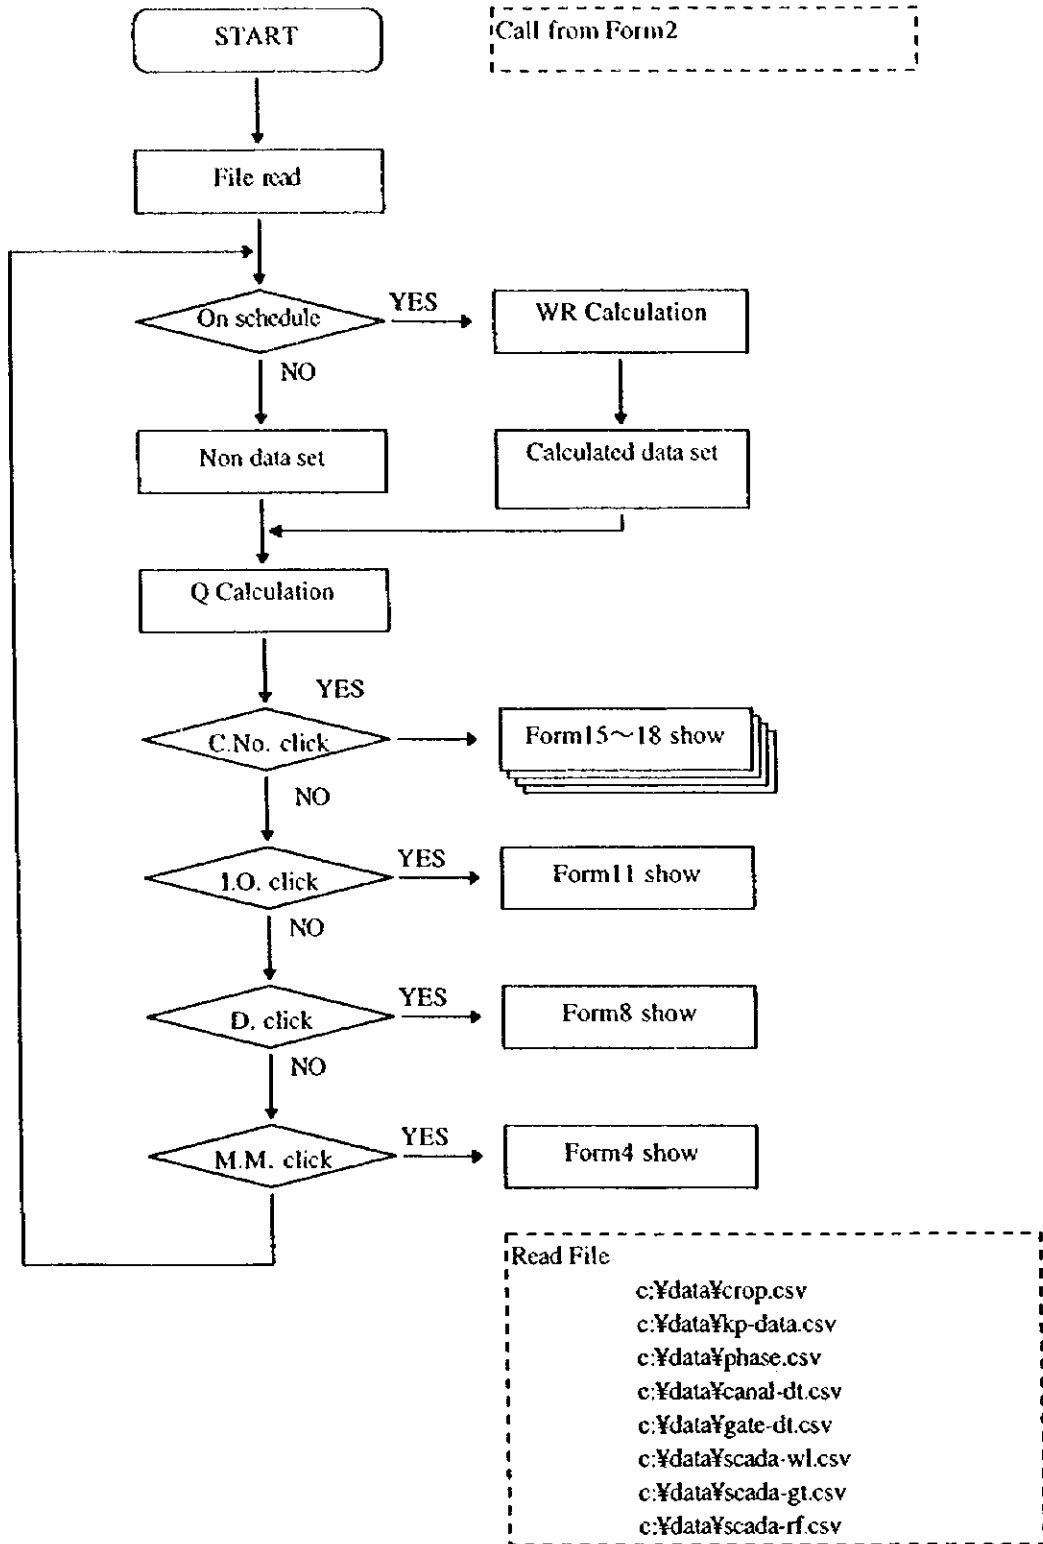 START
Call from Form2
File read
On schedule
YES
WR Calculation
NO
Non data set
Calculated data set
Q Calculation
YES
C.No. click
Form15~18 show
NO
I.O. click
YES
Form11 show
NO
D. click
YES
Form8 show
NO
M.M. click
YES
Form4 show
Read File
c:¥data¥crop.csv
c:¥data¥kp-data.csv
c:¥data¥phase.csv
c:¥data¥canal-dt.csv
c:¥data¥gate-dt.csv
c:¥data¥scada-wl.csv
c:¥data¥scada-gt.csv
c:¥data¥scada-rf.csv